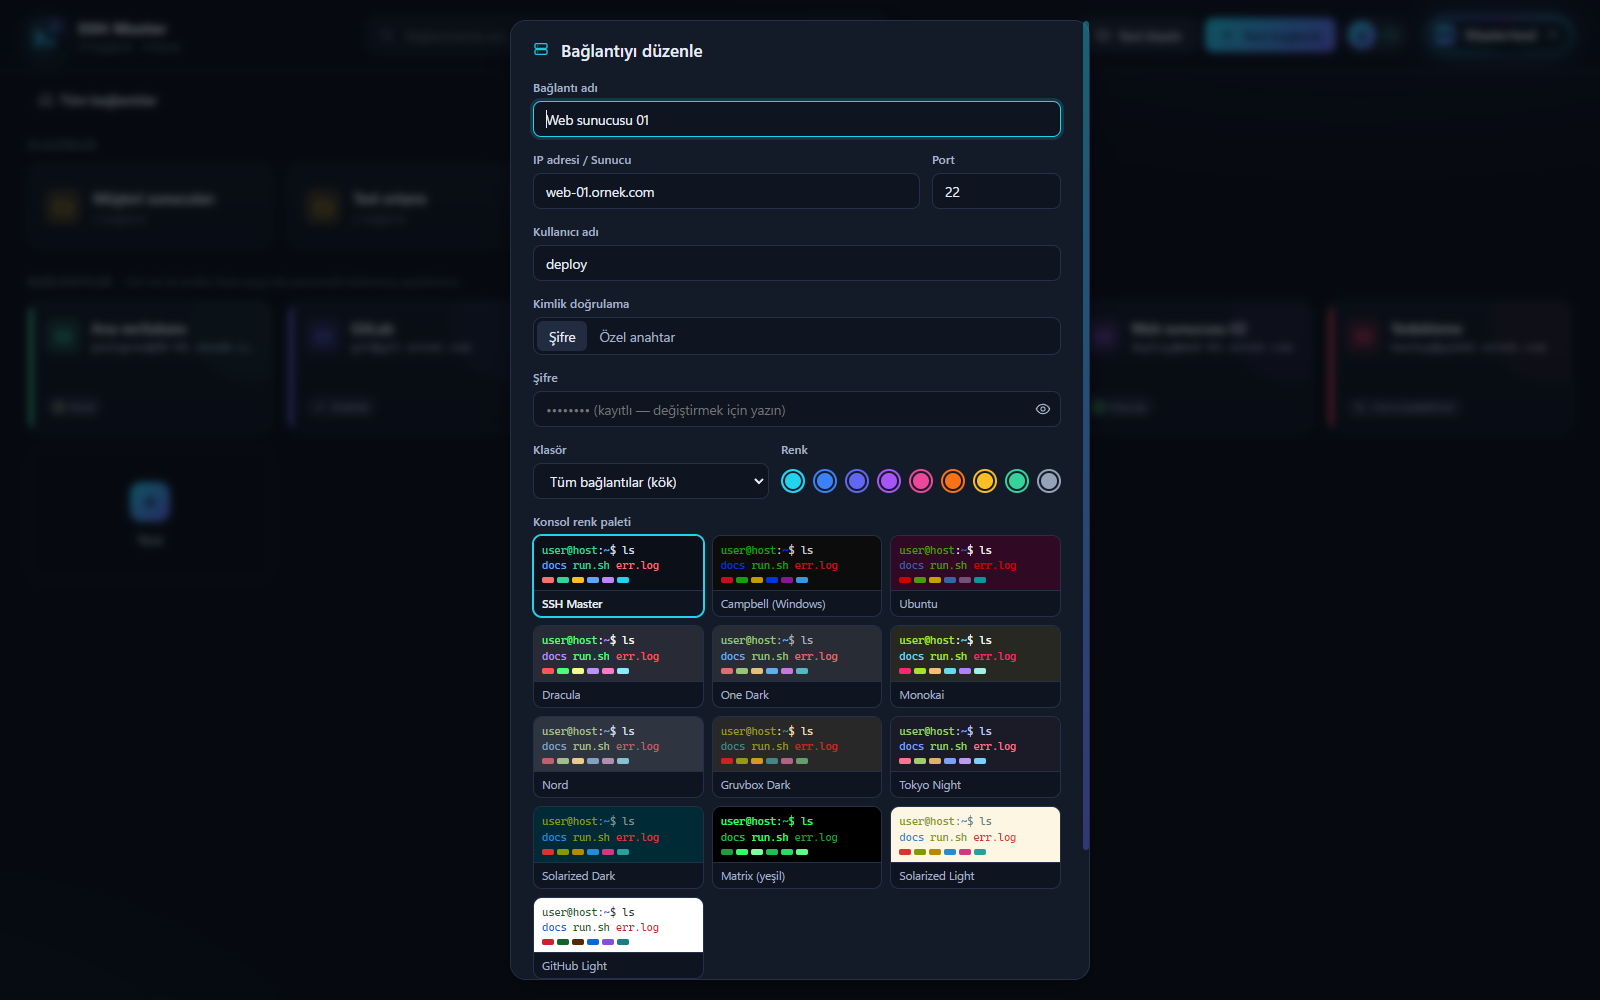 SSH Master
Bağlantıyı düzenle
Bağlantı adı
Web sunucusu 01
IP adresi / Sunucu
Port
web-01.ornek.com
22
Kullanıcı adı
deploy
Kimlik doğrulama
Şifre
Özel anahtar
Şifre
•••••••• (kayıtlı — değiştirmek için yazın)
Klasör
Renk
Tüm bağlantılar (kök)
Konsol renk paleti
user@host:~$ ls
docs run.sh err.log
SSH Master
user@host:~$ ls
docs run.sh err.log
Campbell (Windows)
user@host:~$ ls
docs run.sh err.log
Ubuntu
user@host:~$ ls
docs run.sh err.log
Dracula
user@host:~$ ls
docs run.sh err.log
One Dark
user@host:~$ ls
docs run.sh err.log
Monokai
user@host:~$ ls
docs run.sh err.log
Nord
user@host:~$ ls
docs run.sh err.log
Gruvbox Dark
user@host:~$ ls
docs run.sh err.log
Tokyo Night
user@host:~$ ls
docs run.sh err.log
Solarized Dark
user@host:~$ ls
docs run.sh err.log
Matrix (yeşil)
user@host:~$ ls
docs run.sh err.log
Solarized Light
user@host:~$ ls
docs run.sh err.log
GitHub Light